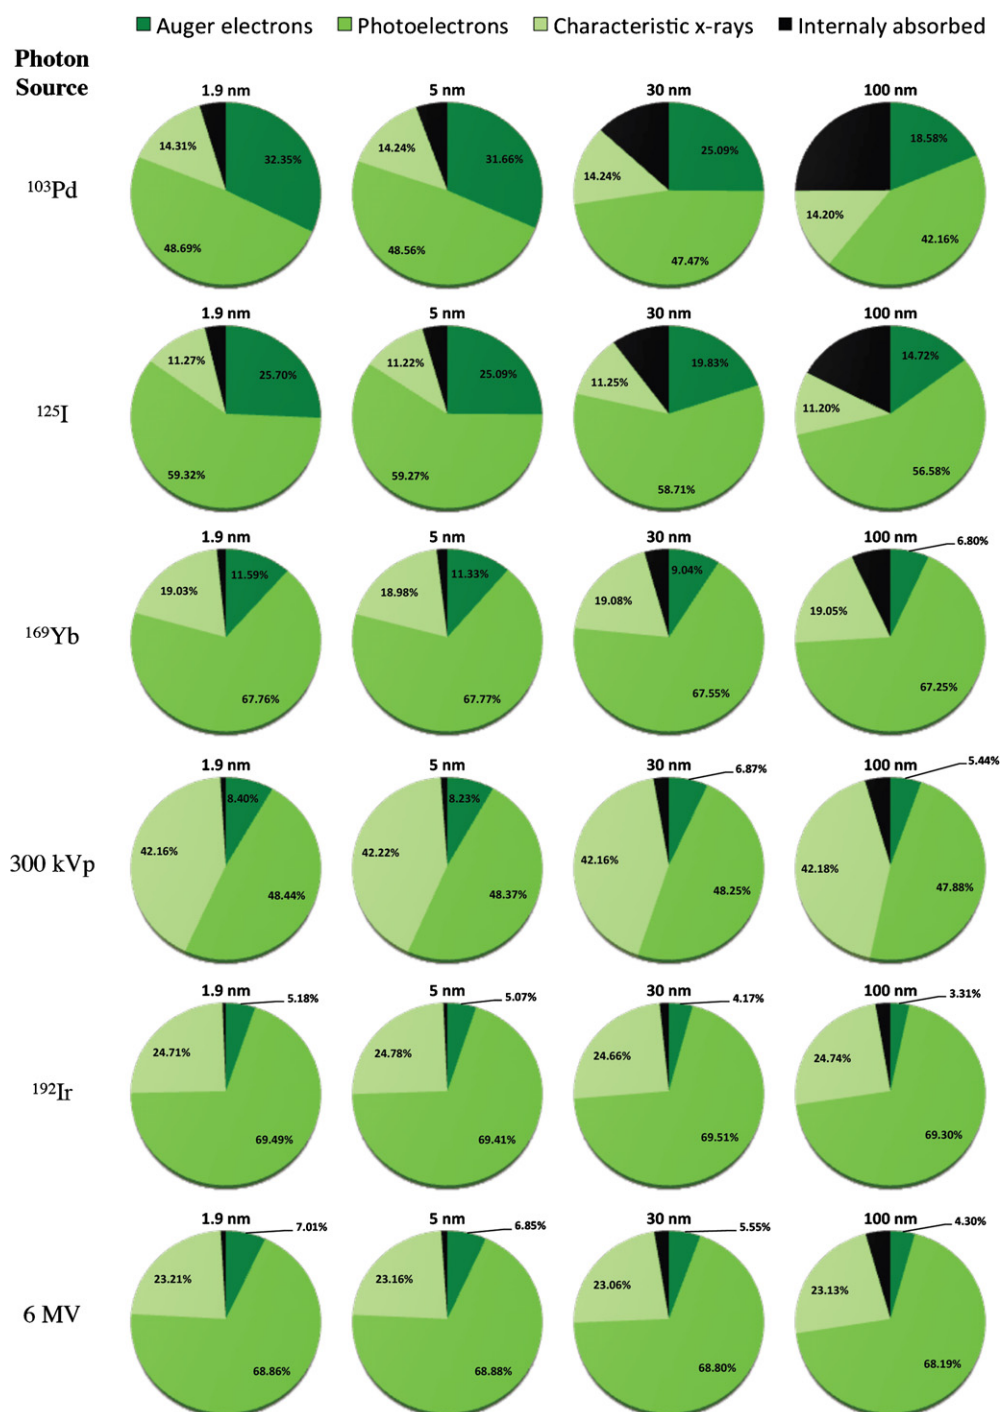 Auger electrons Photoelectrons Characteristic x-rays Internaly absorbed
Photon
Source
1.9 nm 5 nm 30 nm 100 nm
103Pd
32.35% 14.31% 48.69%
31.66% 14.24% 48.56%
25.09% 14.24% 47.47%
18.58% 14.20% 42.16%
1.9 nm 5 nm 30 nm 100 nm
125I
25.70% 11.27% 59.32%
25.09% 11.22% 59.27%
19.83% 11.25% 58.71%
14.72% 11.20% 56.58%
1.9 nm 5 nm 30 nm 100 nm
169Yb
11.59% 19.03% 67.76%
11.33% 18.98% 67.77%
9.04% 19.08% 67.55%
6.80% 19.05% 67.25%
1.9 nm 5 nm 30 nm 100 nm
300 kVp
8.40% 42.16% 48.44%
8.23% 42.22% 48.37%
6.87% 42.16% 48.25%
5.44% 42.18% 47.88%
1.9 nm 5 nm 30 nm 100 nm
192Ir
5.18% 24.71% 69.49%
5.07% 24.78% 69.41%
4.17% 24.66% 69.51%
3.31% 24.74% 69.30%
1.9 nm 5 nm 30 nm 100 nm
6 MV
7.01% 23.21% 68.86%
6.85% 23.16% 68.88%
5.55% 23.06% 68.80%
4.30% 23.13% 68.19%